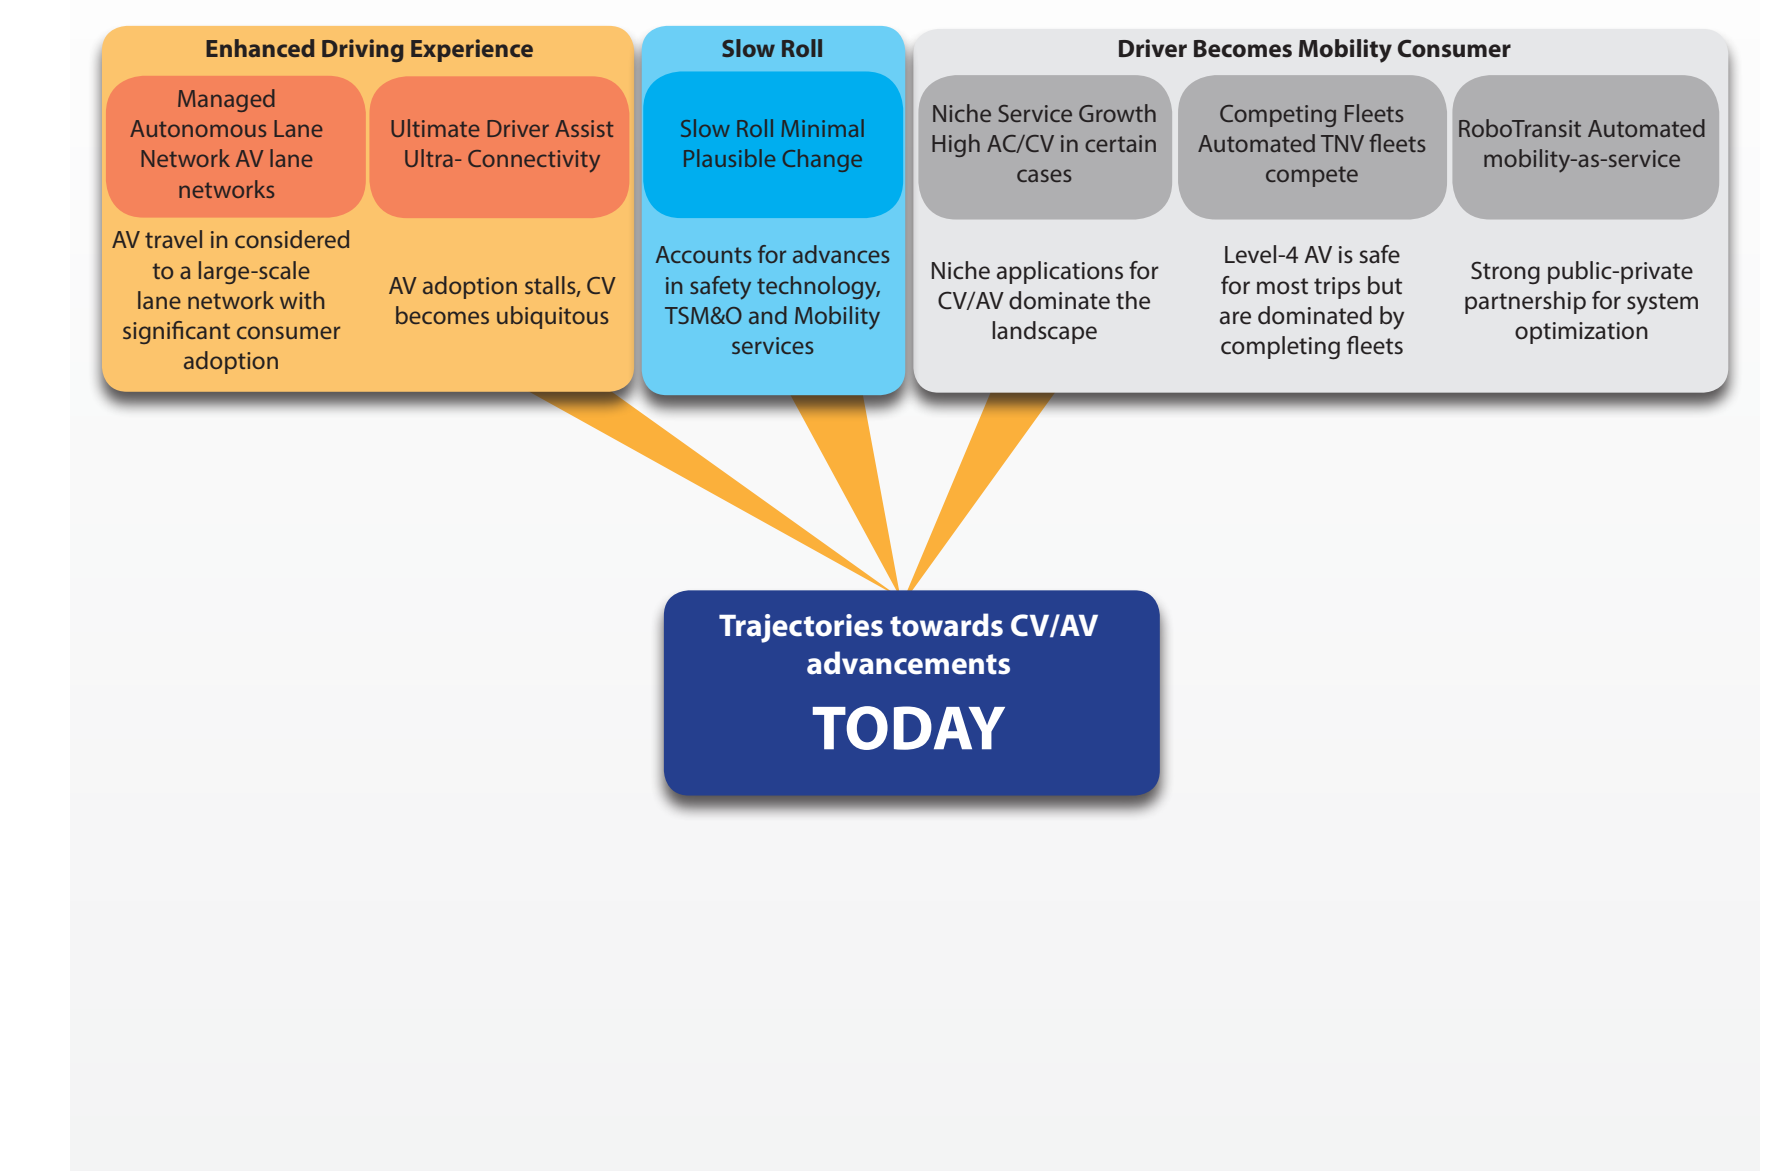 Enhanced Driving Experience
Managed
Autonomous Lane
Network AV lane
networks
AV travel in considered
to a large-scale
lane network with
significant consumer
adoption
Ultimate Driver Assist
Ultra- Connectivity
AV adoption stalls, CV
becomes ubiquitous
Slow Roll
Slow Roll Minimal
Plausible Change
Accounts for advances
in safety technology,
TSM&O and Mobility
services
Driver Becomes Mobility Consumer
Niche Service Growth
High AC/CV in certain
cases
Niche applications for
CV/AV dominate the
landscape
Competing Fleets
Automated TNV fleets
compete
Level-4 AV is safe
for most trips but
are dominated by
completing fleets
RoboTransit Automated
mobility-as-service
Strong public-private
partnership for system
optimization
Trajectories towards CV/AV
advancements
TODAY